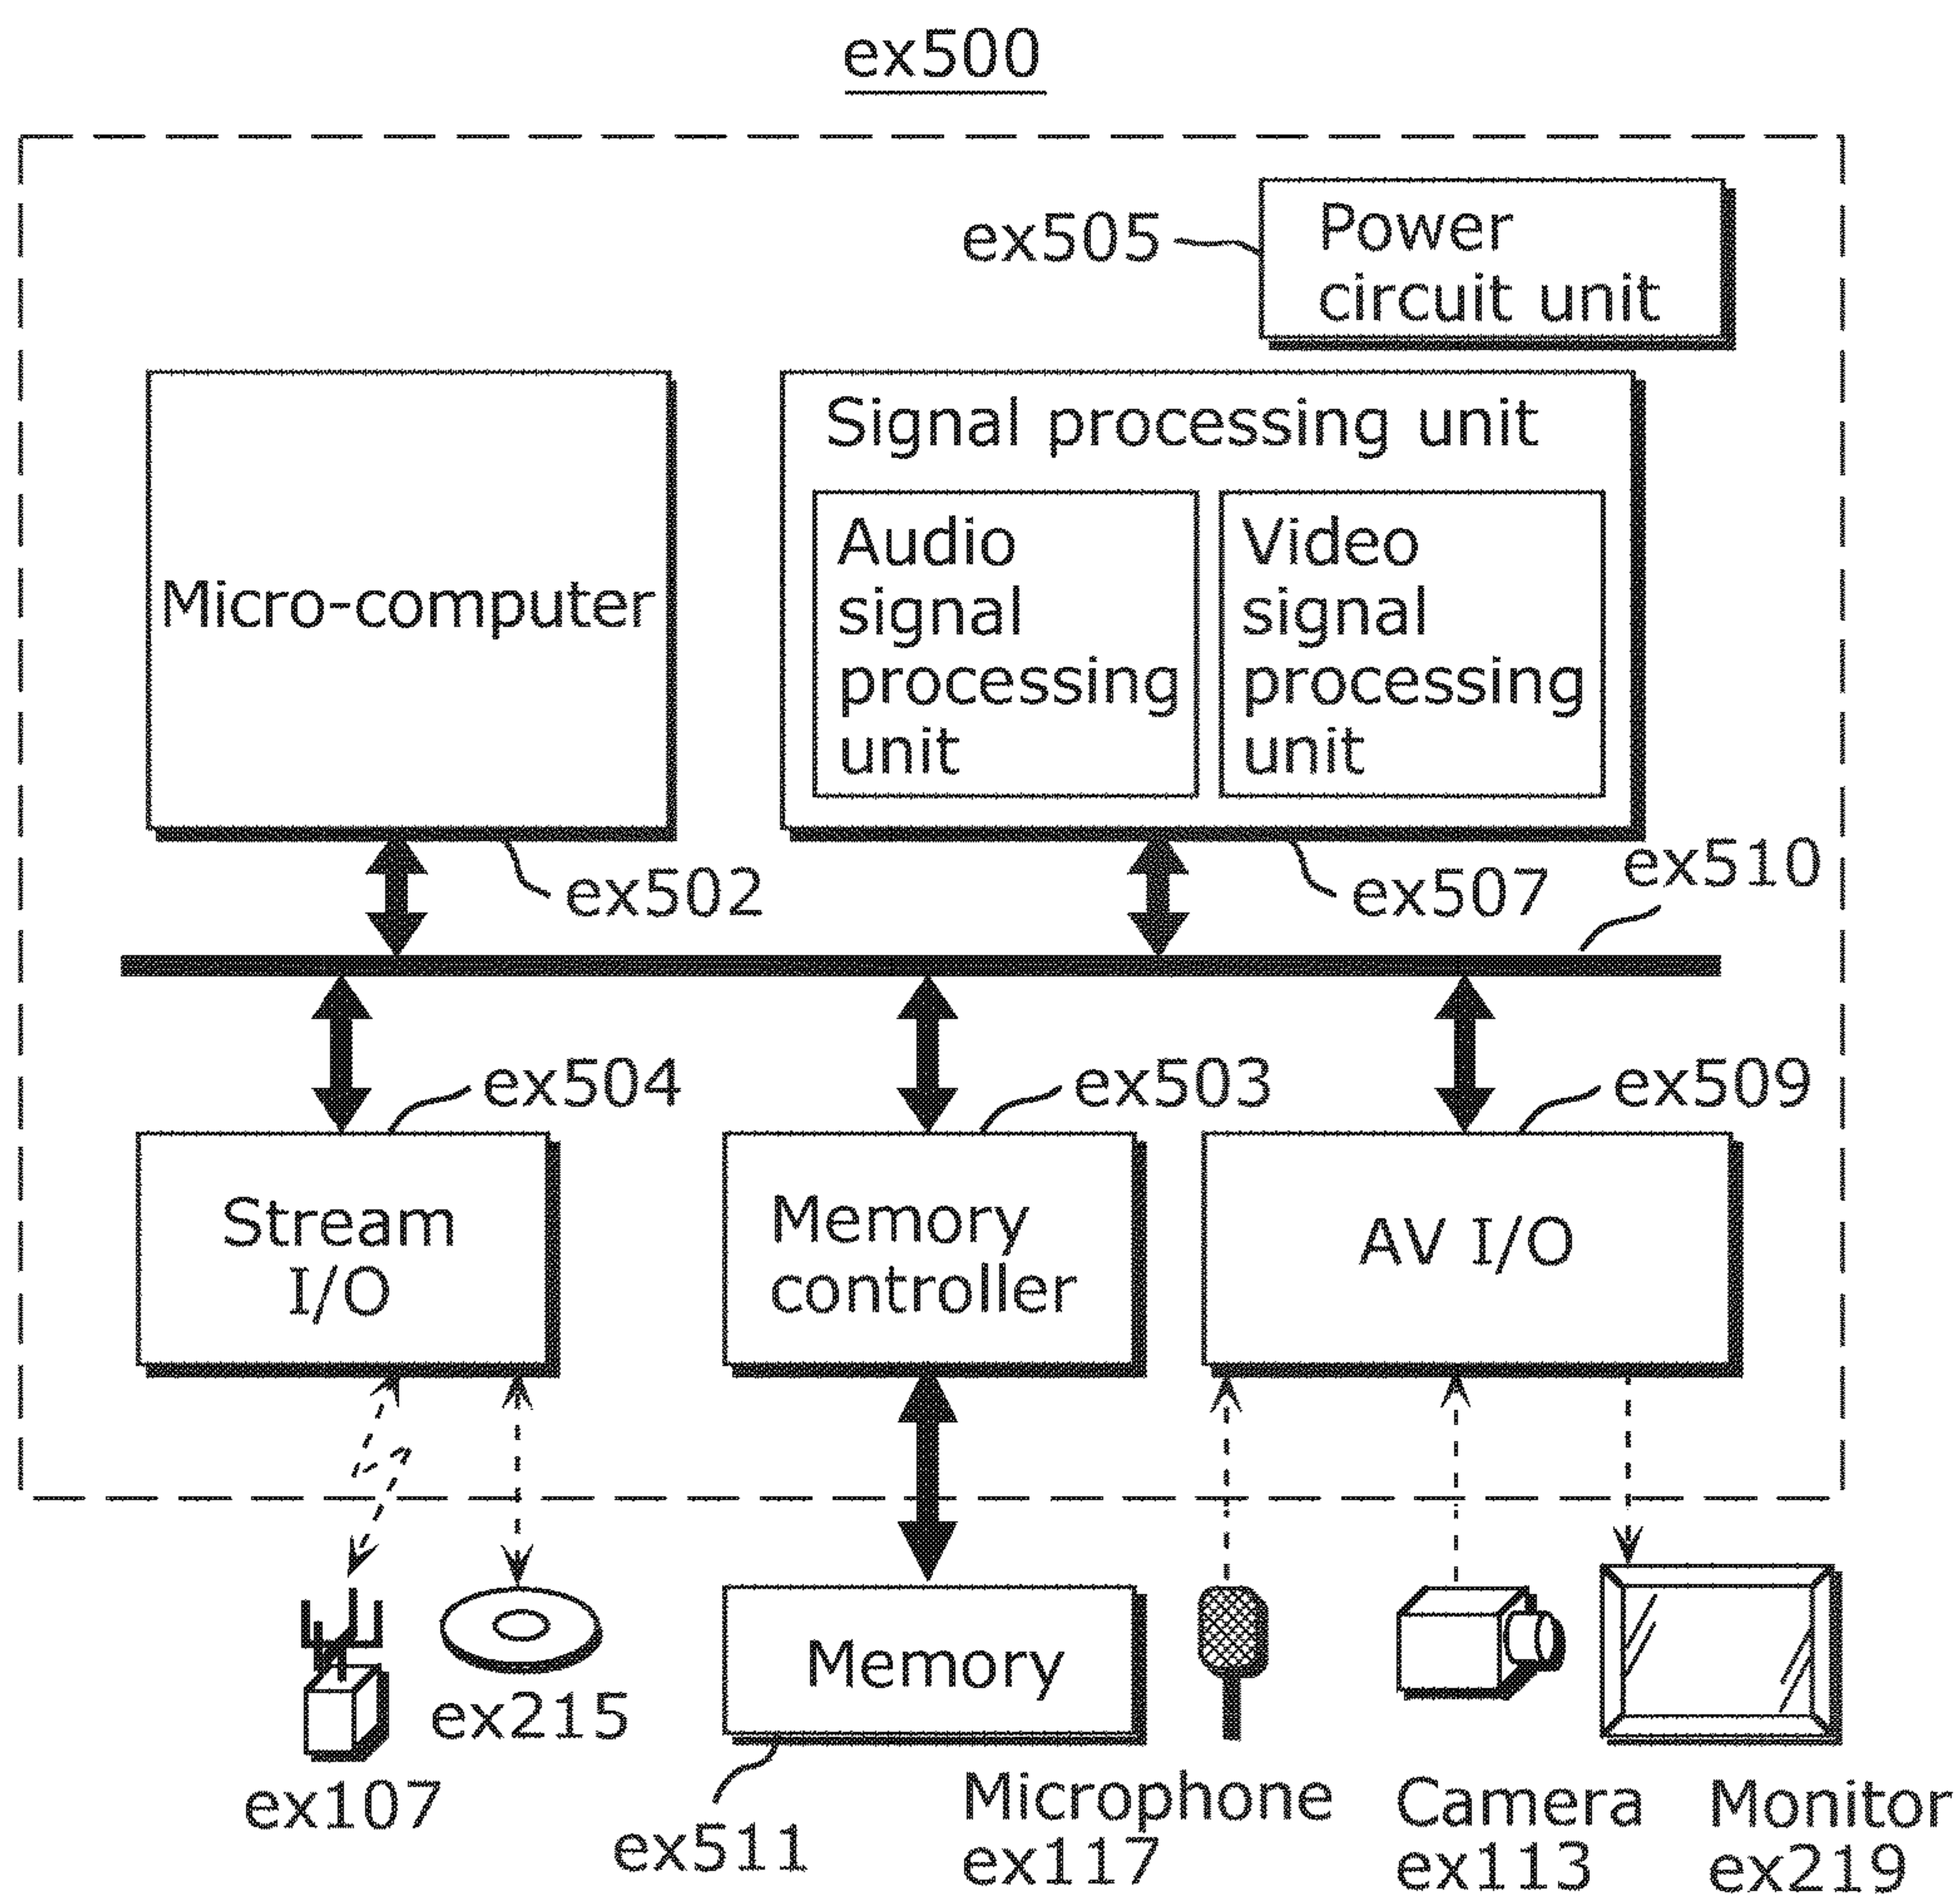 ex500
ex505
Power
circuit unit
Micro-computer
Signal processing unit
Audio
signal
processing
unit
Video
signal
processing
unit
ex502
ex507
ex510
ex504
ex503
ex509
Stream
I/O
Memory
controller
AV I/O
ex107
ex215
Memory
ex511
Microphone
ex117
Camera
ex113
Monitor
ex219